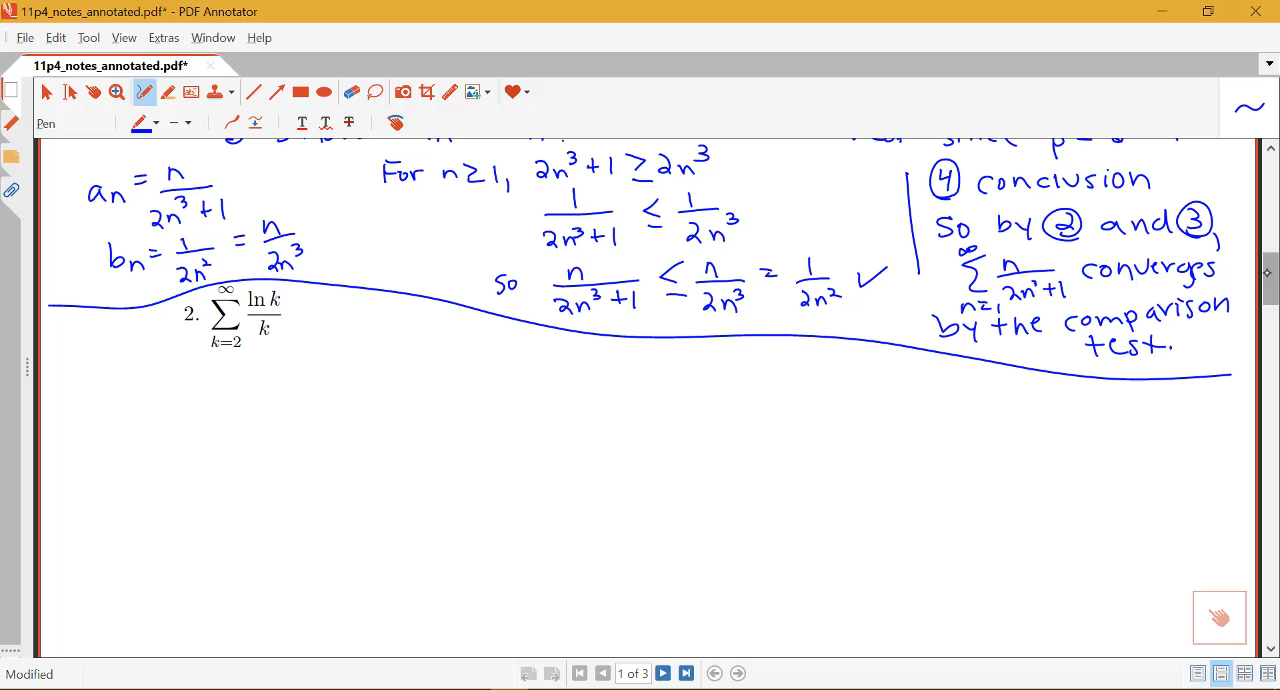 11p4_notes_annotated.pdf* - PDF Annotator
File Edit Tool View Extras Window Help
11p4_notes_annotated.pdf*
Pen
For n ≥ 1, 2n³+1 ≥ 2n³
1/(2n³+1) ≤ 1/(2n³)
so n/(2n³+1) ≤ n/(2n³) = 1/(2n²) ✓
aₙ = n/(2n³+1)
bₙ = 1/(2n²) = n/(2n³)
④ conclusion
So by ② and ③,
∞ Σ n=1 n/(2n³+1) converges
by the comparison
test.
2. ∞ Σ k=2 ln k/k
Modified
1 of 3